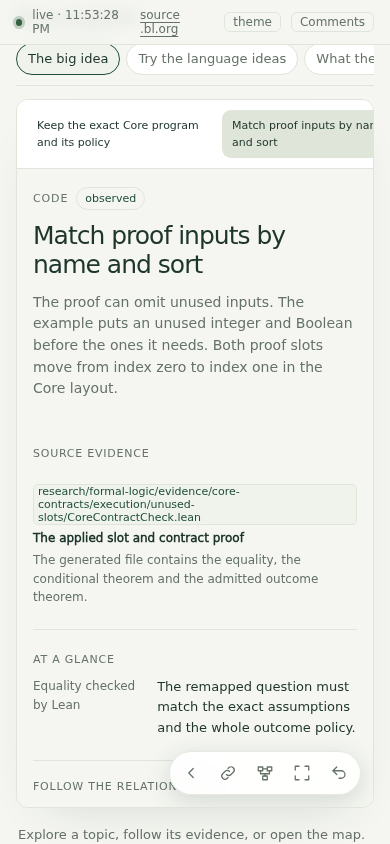 live · 11:53:28 PM
source .bl.org
theme
Comments
The big idea
Try the language ideas
What the
Keep the exact Core program
and its policy
Match proof inputs by nam
and sort
CODE
observed
Match proof inputs by
name and sort
The proof can omit unused inputs. The
example puts an unused integer and Boolean
before the ones it needs. Both proof slots
move from index zero to index one in the
Core layout.
SOURCE EVIDENCE
research/formal-logic/evidence/core-
contracts/execution/unused-
slots/CoreContractCheck.lean
The applied slot and contract proof
The generated file contains the equality, the
conditional theorem and the admitted outcome
theorem.
AT A GLANCE
Equality checked
by Lean
The remapped question must
match the exact assumptions
and the whole outcome policy.
FOLLOW THE RELATION
Explore a topic, follow its evidence, or open the map.